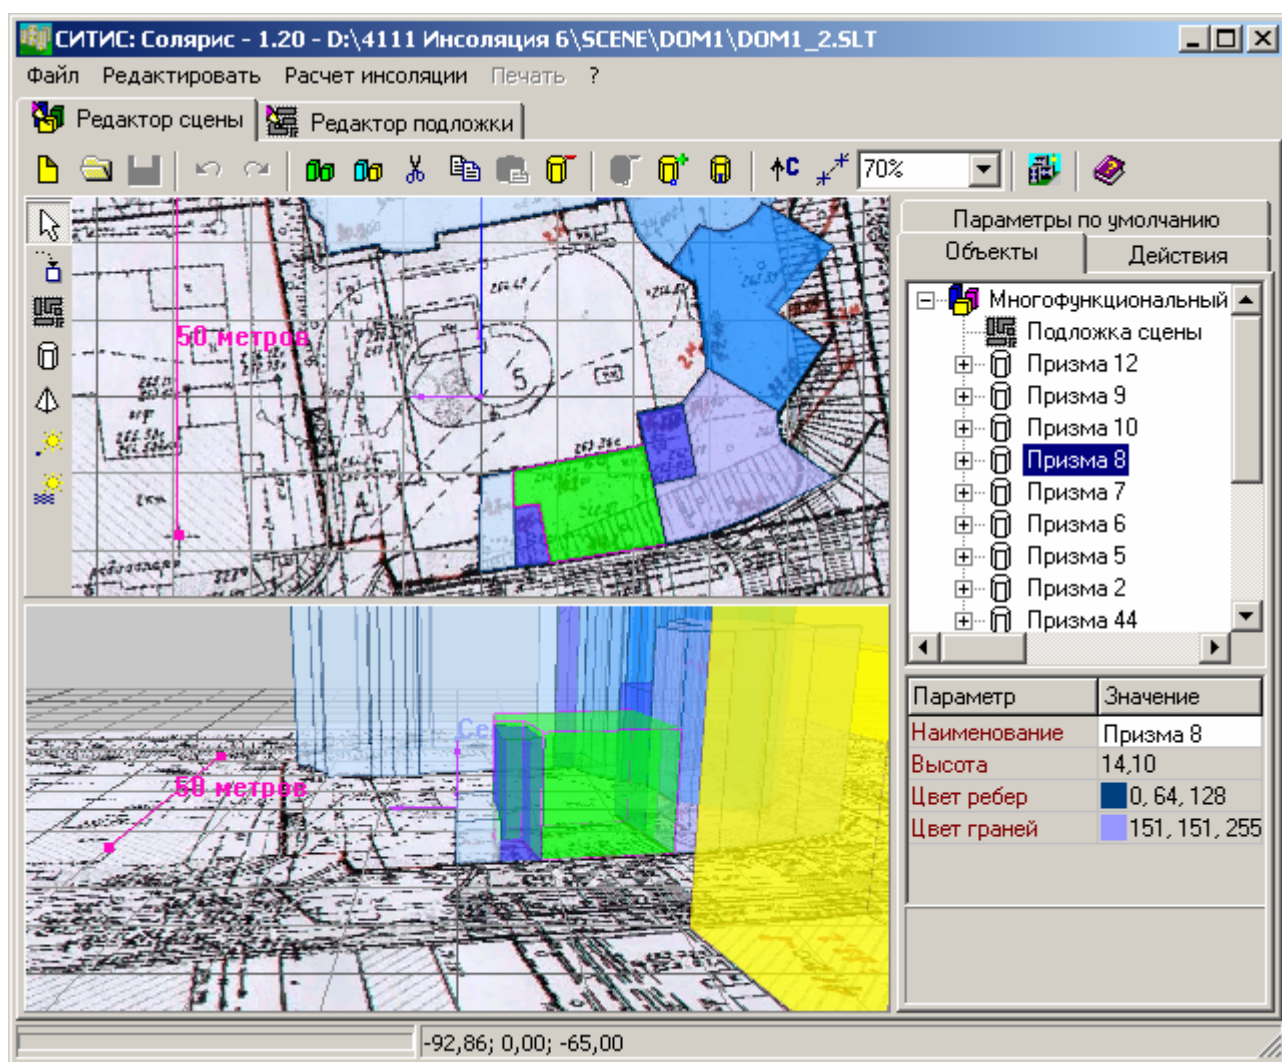 СИТИС: Солярис - 1.20 - D:\4111 Инсоляция 6\SCENE\DOM1\DOM1_2.SLT
Файл Редактировать Расчет инсоляции Печать ?
Редактор сцены Редактор подложки
С 70%
Параметры по умолчанию
Объекты Действия
Многофункциональный
Подложка сцены
Призма 12
Призма 9
Призма 10
Призма 8
Призма 7
Призма 6
Призма 5
Призма 2
Призма 44
50 метров
5
50 метров
Параметр Значение
Наименование Призма 8
Высота 14,10
Цвет ребер 0, 64, 128
Цвет граней 151, 151, 255
-92,86; 0,00; -65,00